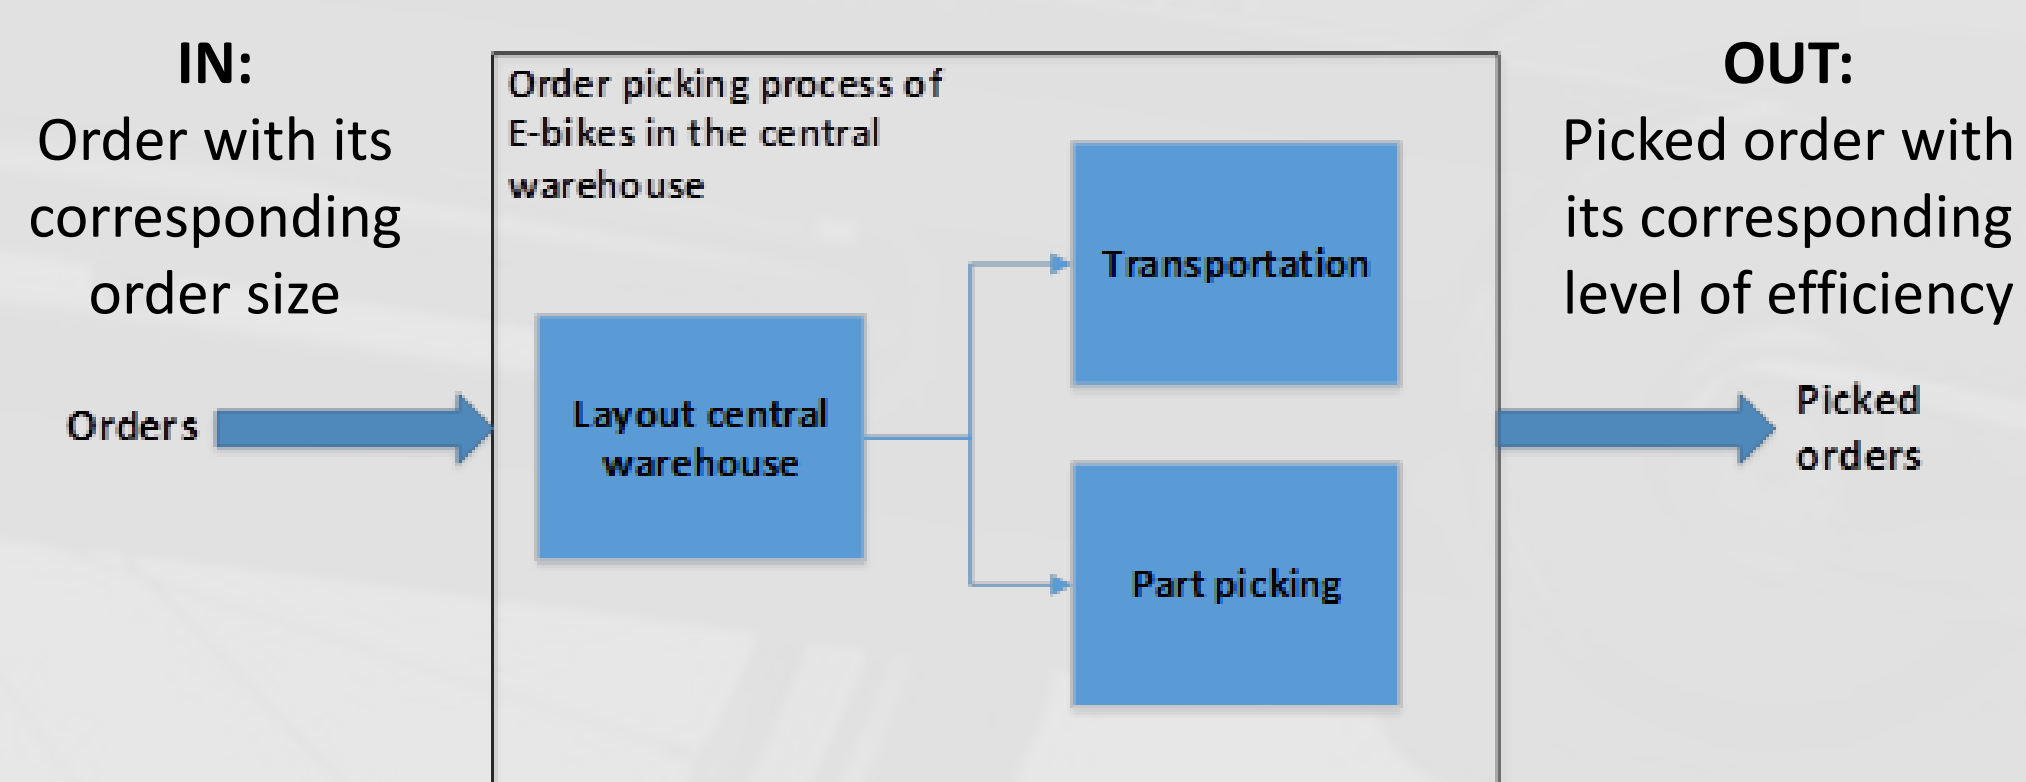 IN:
Order with its
corresponding
order size
Orders
Order picking process of
E-bikes in the central
warehouse
Layout central
warehouse
Transportation
Part picking
OUT:
Picked order with
its corresponding
level of efficiency
Picked
orders